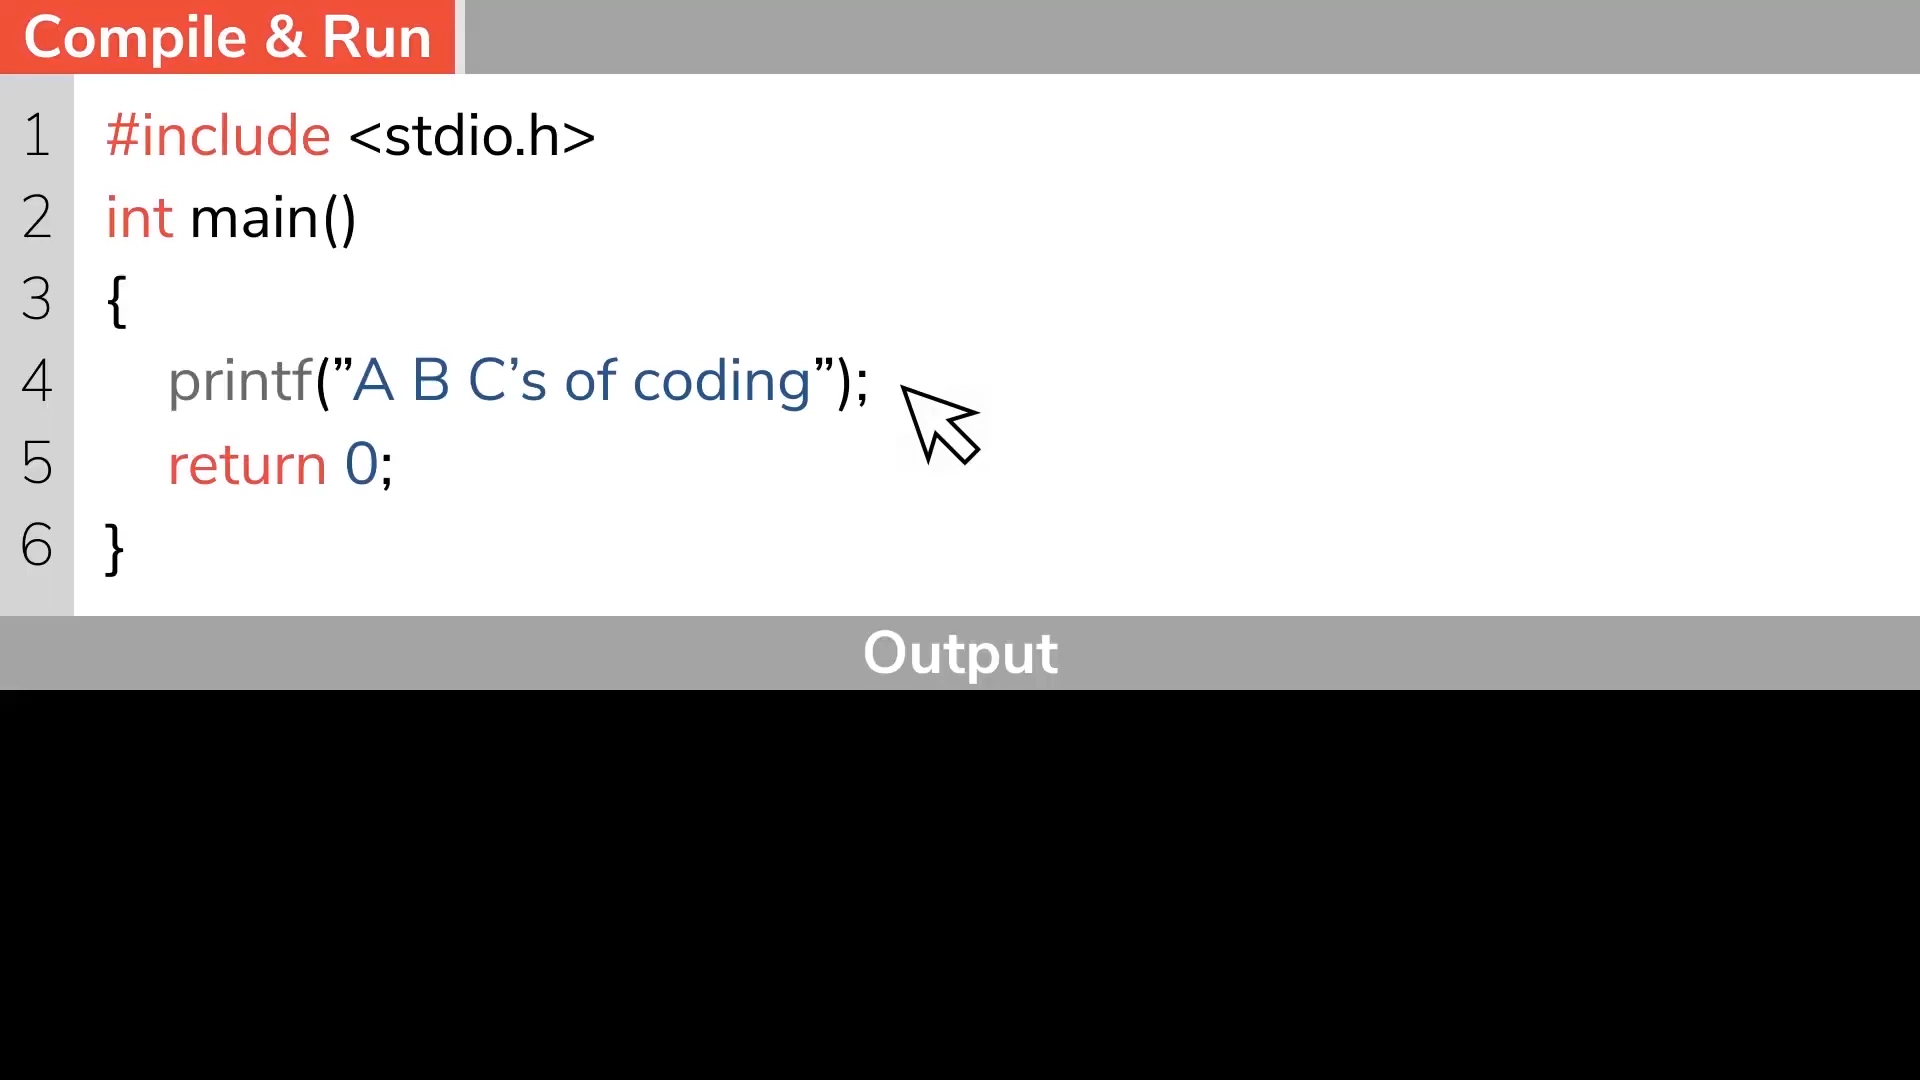 Compile & Run
1 #include <stdio.h>
2 int main()
3 {
4 printf(”A B C’s of coding”);
5 return 0;
6 }
Output